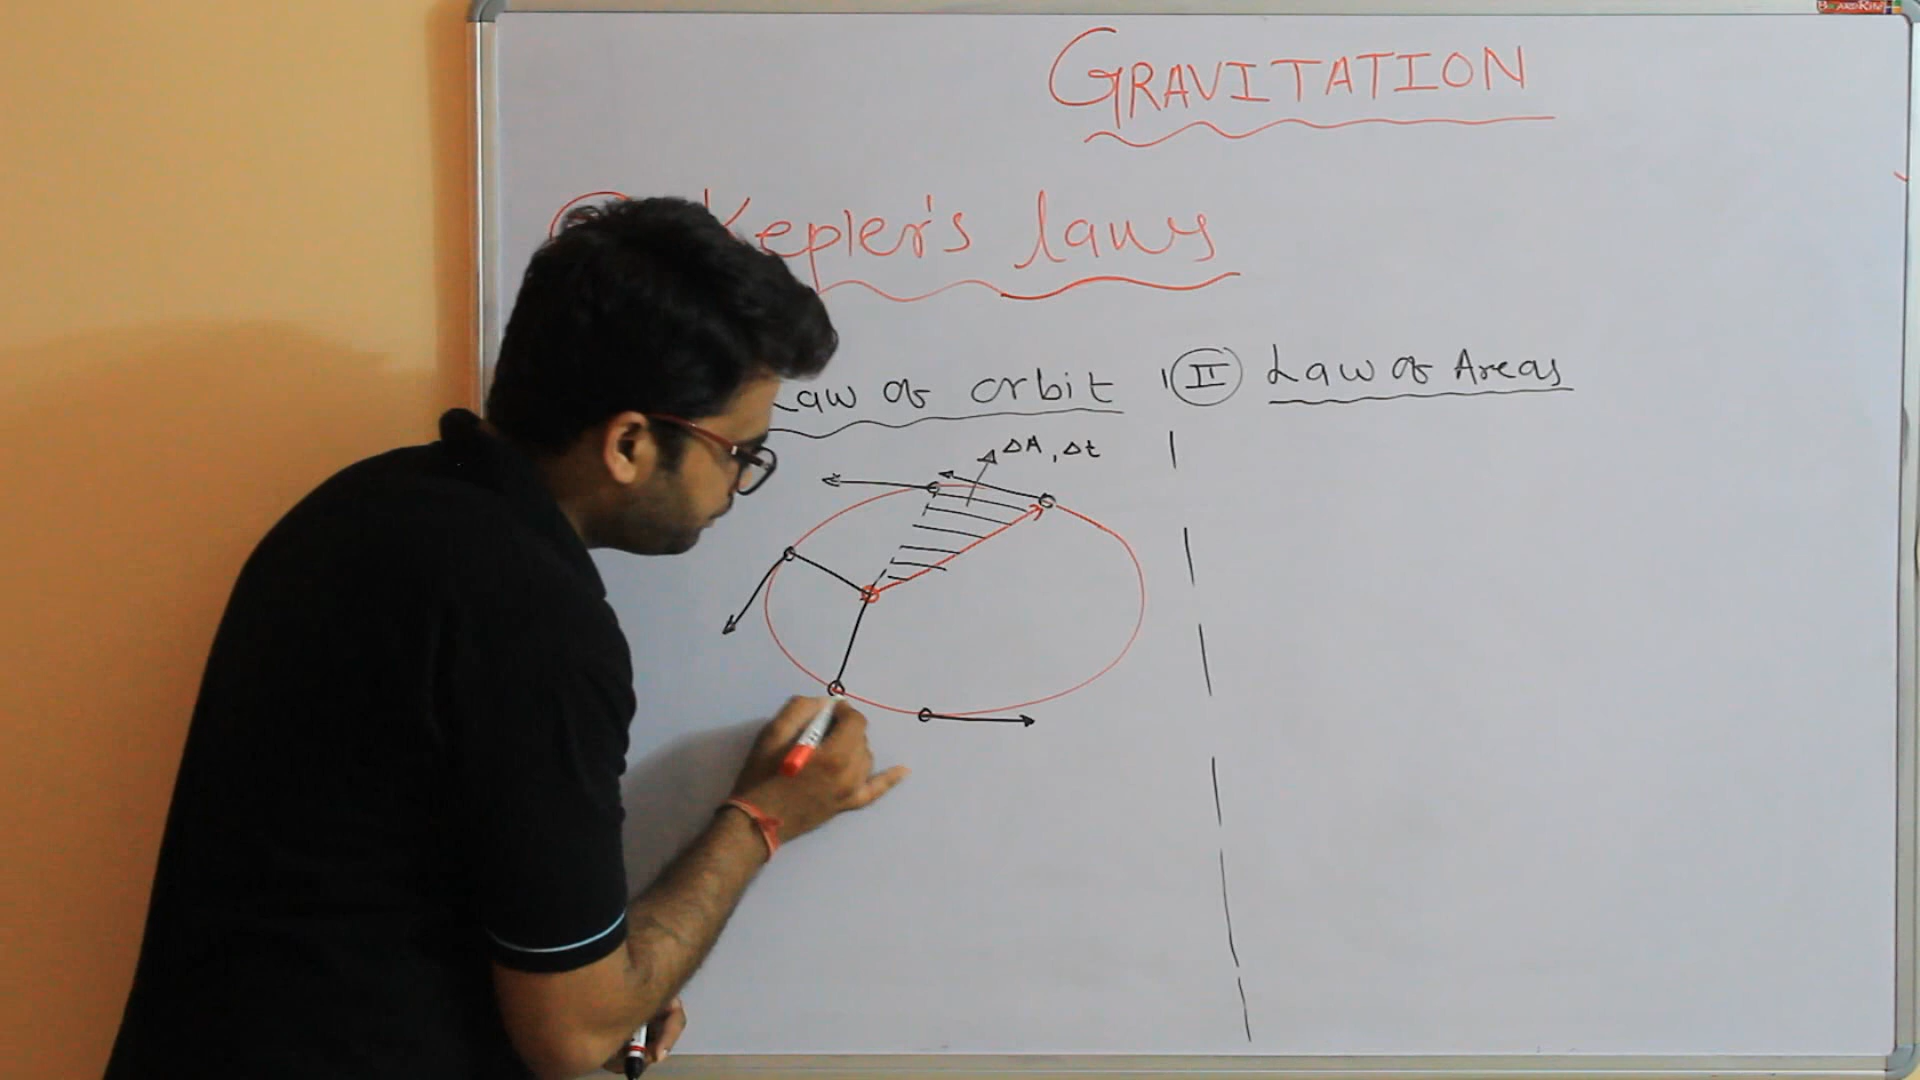 GRAVITATION
Kepler's laws
Law of orbit
II Law of Areas
ΔA, Δt